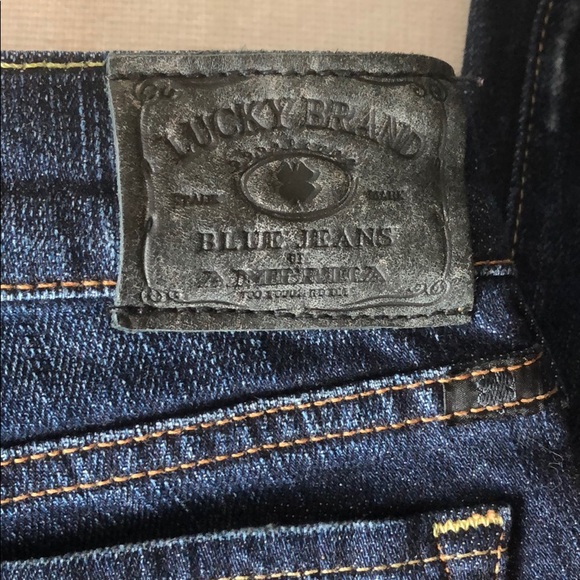 LUCKY BRAND
TRADE MARK
BLUE JEANS
OF
AMERICA